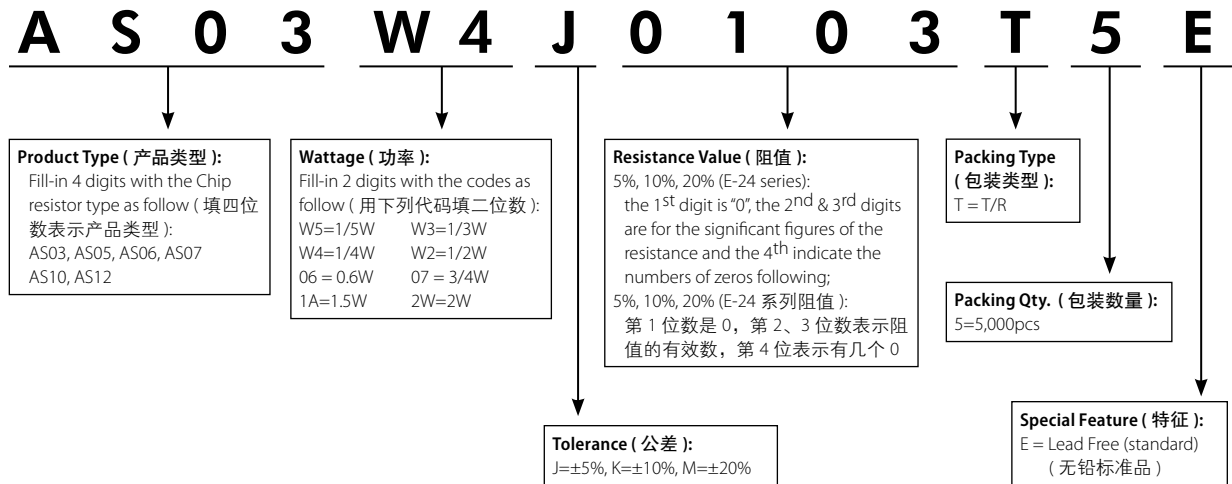 A S 0 3 W 4 J 0 1 0 3 T 5 E
Product Type ( 产品类型 ):
Fill-in 4 digits with the Chip
resistor type as follow ( 填四位
数表示产品类型 ):
AS03, AS05, AS06, AS07
AS10, AS12
Wattage ( 功率 ):
Fill-in 2 digits with the codes as
follow ( 用下列代码填二位数 ):
W5=1/5W W3=1/3W
W4=1/4W W2=1/2W
06 = 0.6W 07 = 3/4W
1A=1.5W 2W=2W
Resistance Value ( 阻值 ):
5%, 10%, 20% (E-24 series):
the 1st digit is “0”, the 2nd & 3rd digits
are for the significant figures of the
resistance and the 4th indicate the
numbers of zeros following;
5%, 10%, 20% (E-24 系列阻值 ):
第 1 位数是 0，第 2、3 位数表示阻
值的有效数，第 4 位表示有几个 0
Packing Type
( 包装类型 ):
T = T/R
Packing Qty. ( 包装数量 ):
5=5,000pcs
Tolerance ( 公差 ):
J=±5%, K=±10%, M=±20%
Special Feature ( 特征 ):
E = Lead Free (standard)
( 无铅标准品 )